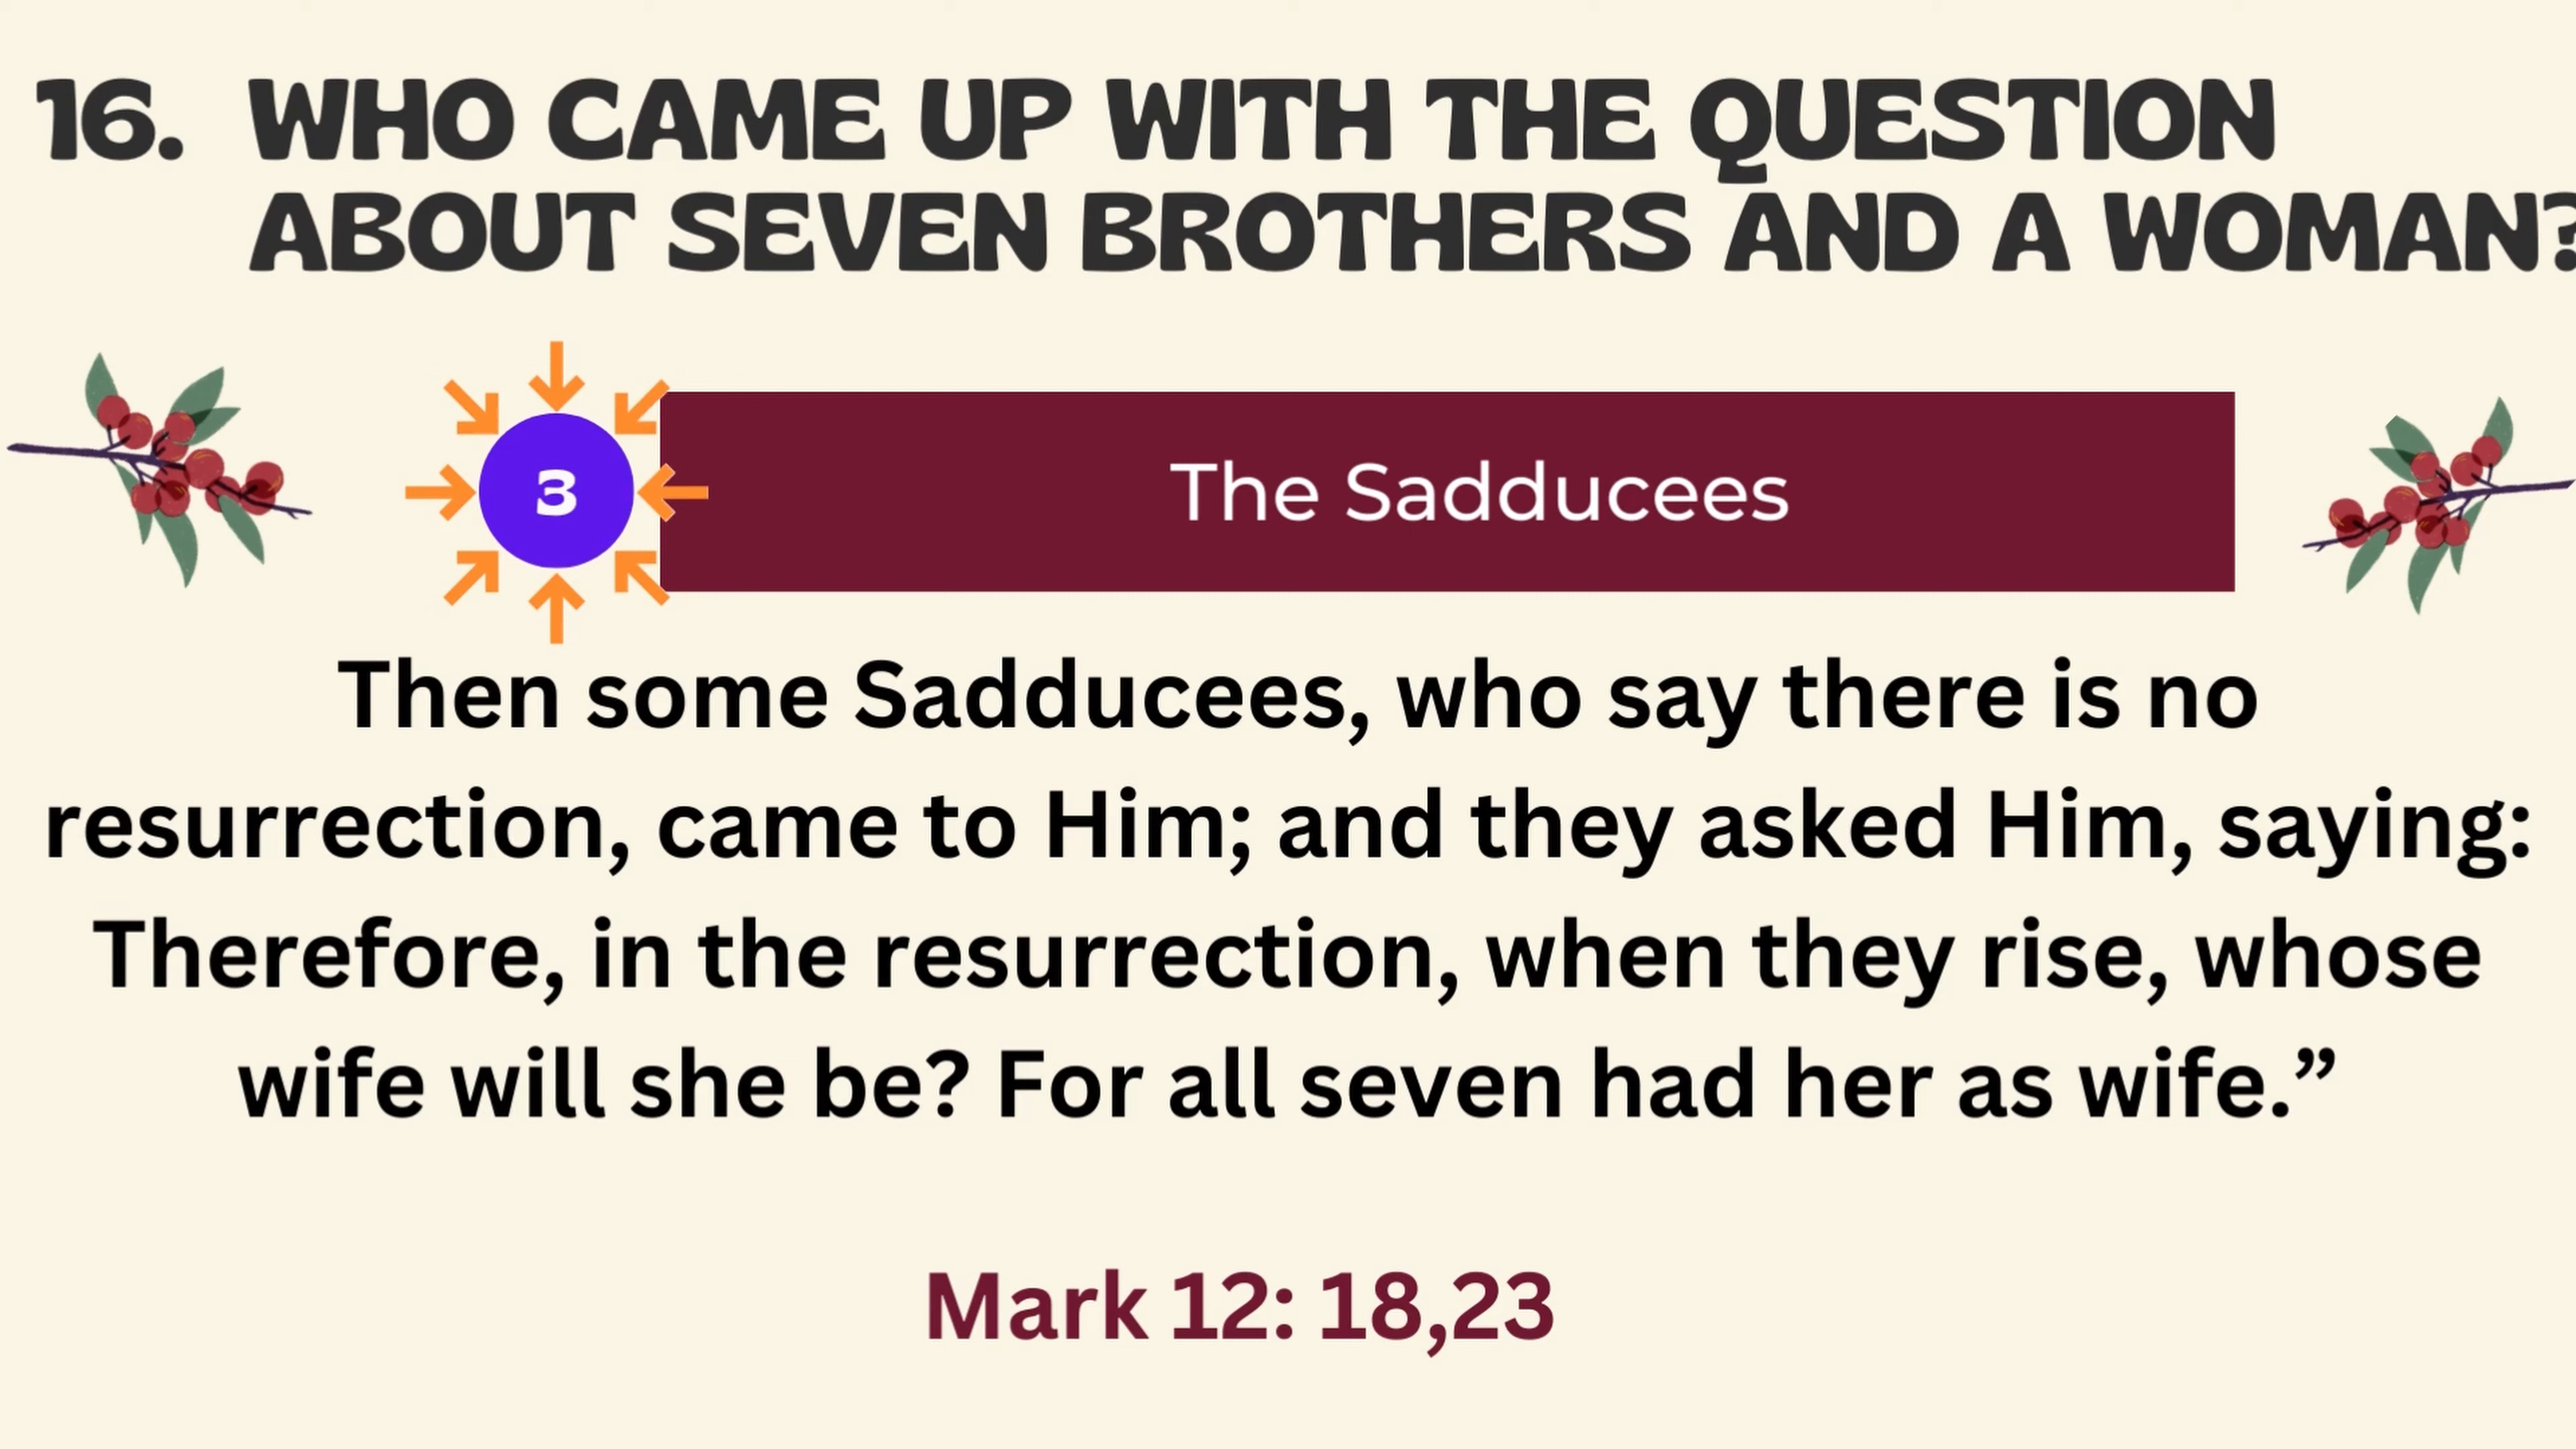 16. WHO CAME UP WITH THE QUESTION
ABOUT SEVEN BROTHERS AND A WOMAN?
3
The Sadducees
Then some Sadducees, who say there is no
resurrection, came to Him; and they asked Him, saying:
Therefore, in the resurrection, when they rise, whose
wife will she be? For all seven had her as wife.”
Mark 12: 18,23